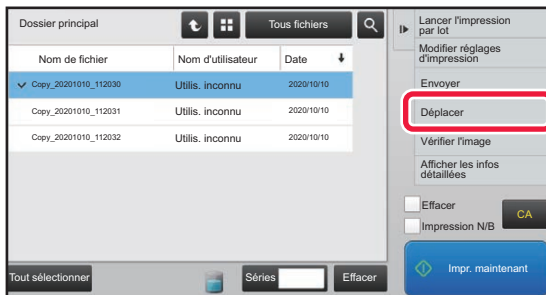 Dossier principal
Tous fichiers
Nom de fichier
Nom d'utilisateur
Date
Copy_20201010_112030
Utilis. inconnu
2020/10/10
Copy_20201010_112031
Utilis. inconnu
2020/10/10
Copy_20201010_112032
Utilis. inconnu
2020/10/10
Tout sélectionner
Séries
Effacer
Lancer l'impression
par lot
Modifier réglages
d'impression
Envoyer
Déplacer
Vérifier l'image
Afficher les infos
détaillées
Effacer
Impression N/B
CA
Impr. maintenant